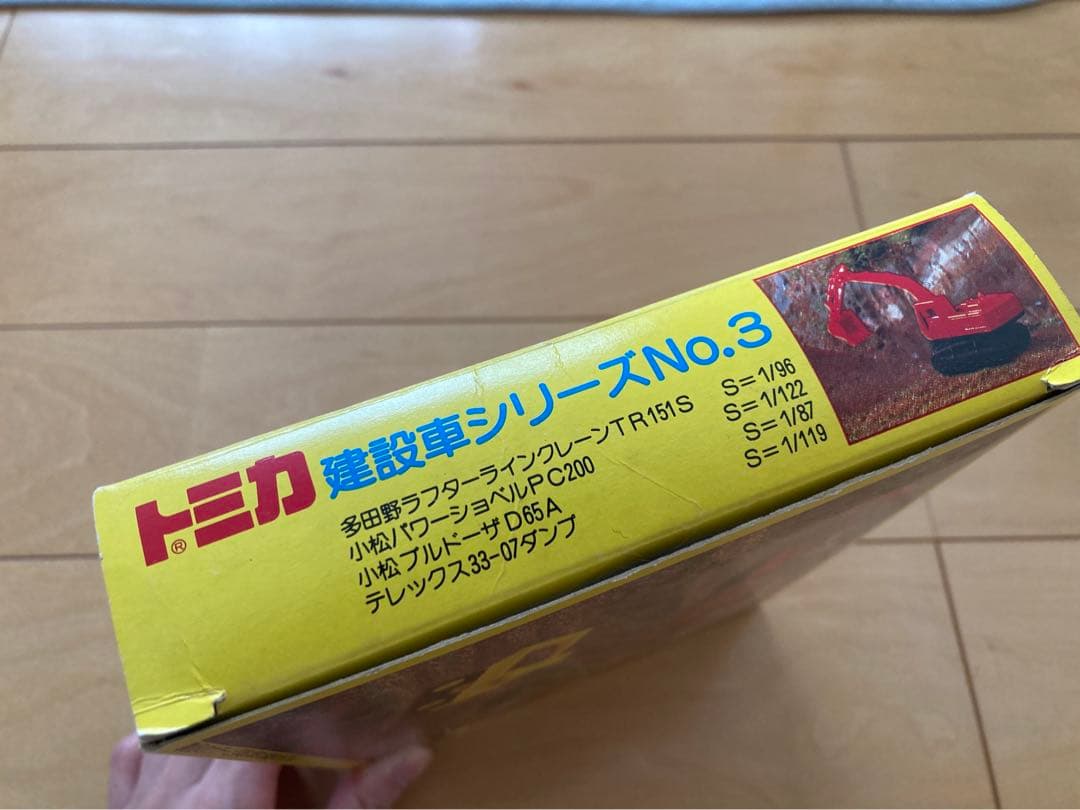 トミカ® 建設車シリーズNo.3
多田野ラフターラインクレーンTR151S S=1/96
小松パワーショベルPC200 S=1/122
小松ブルドーザD65A S=1/87
テレックス33-07ダンプ S=1/119